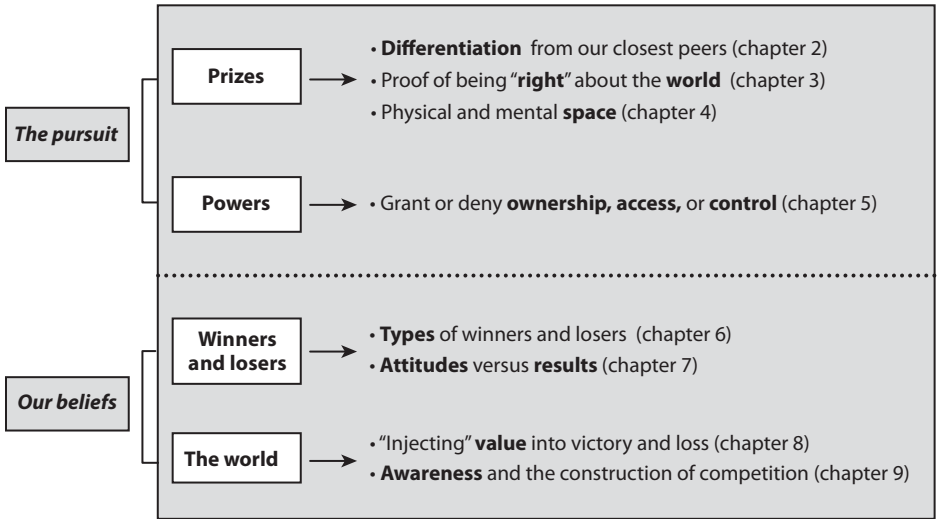 The pursuit
Prizes
• Differentiation from our closest peers (chapter 2)
• Proof of being “right” about the world (chapter 3)
• Physical and mental space (chapter 4)
Powers
• Grant or deny ownership, access, or control (chapter 5)
Our beliefs
Winners
and losers
• Types of winners and losers (chapter 6)
• Attitudes versus results (chapter 7)
The world
• “Injecting” value into victory and loss (chapter 8)
• Awareness and the construction of competition (chapter 9)